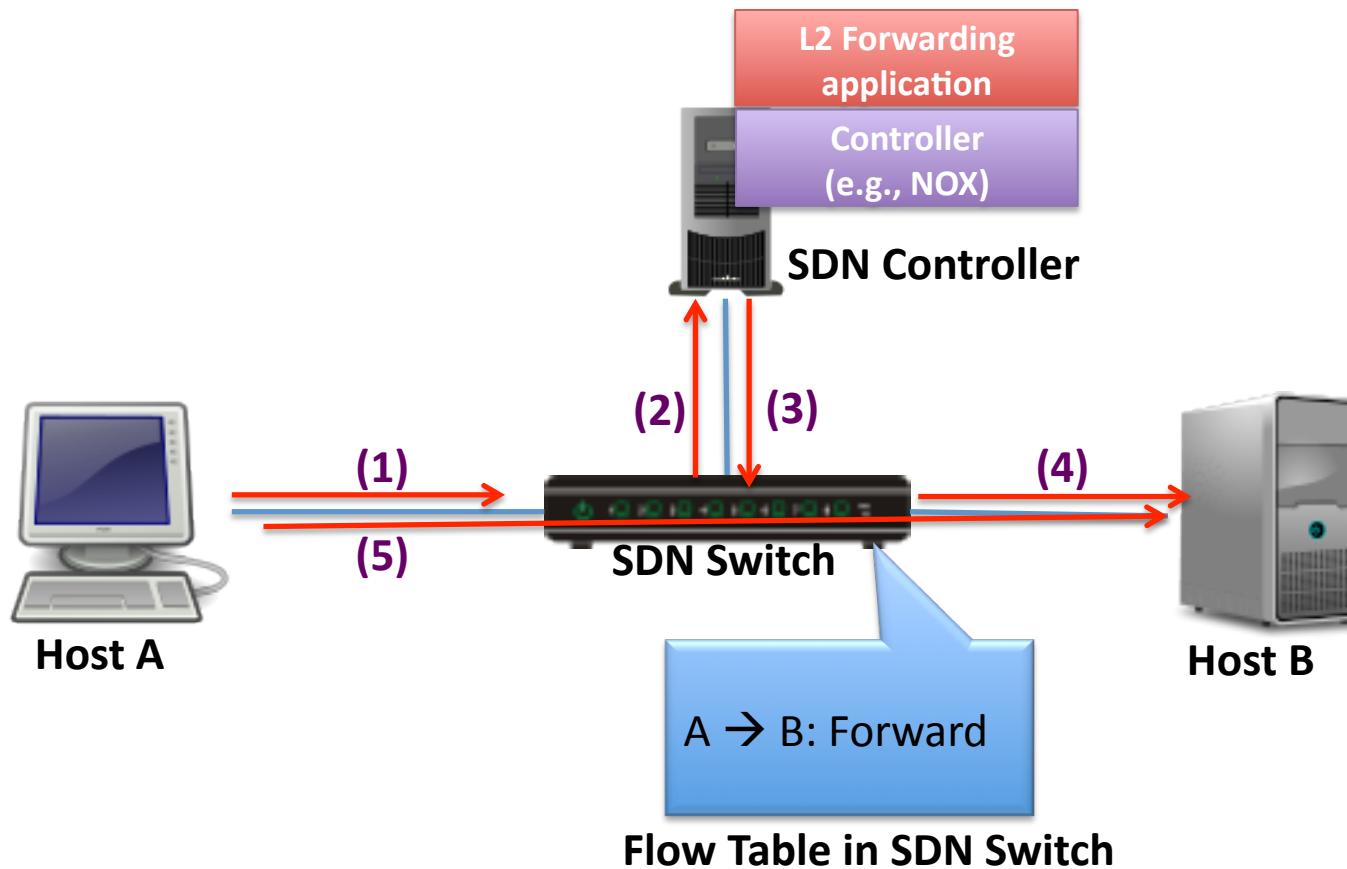 L2 Forwarding
application
Controller
(e.g., NOX)
SDN Controller
(2)
(3)
(1)
(4)
(5)
SDN Switch
Host A
Host B
A → B: Forward
Flow Table in SDN Switch